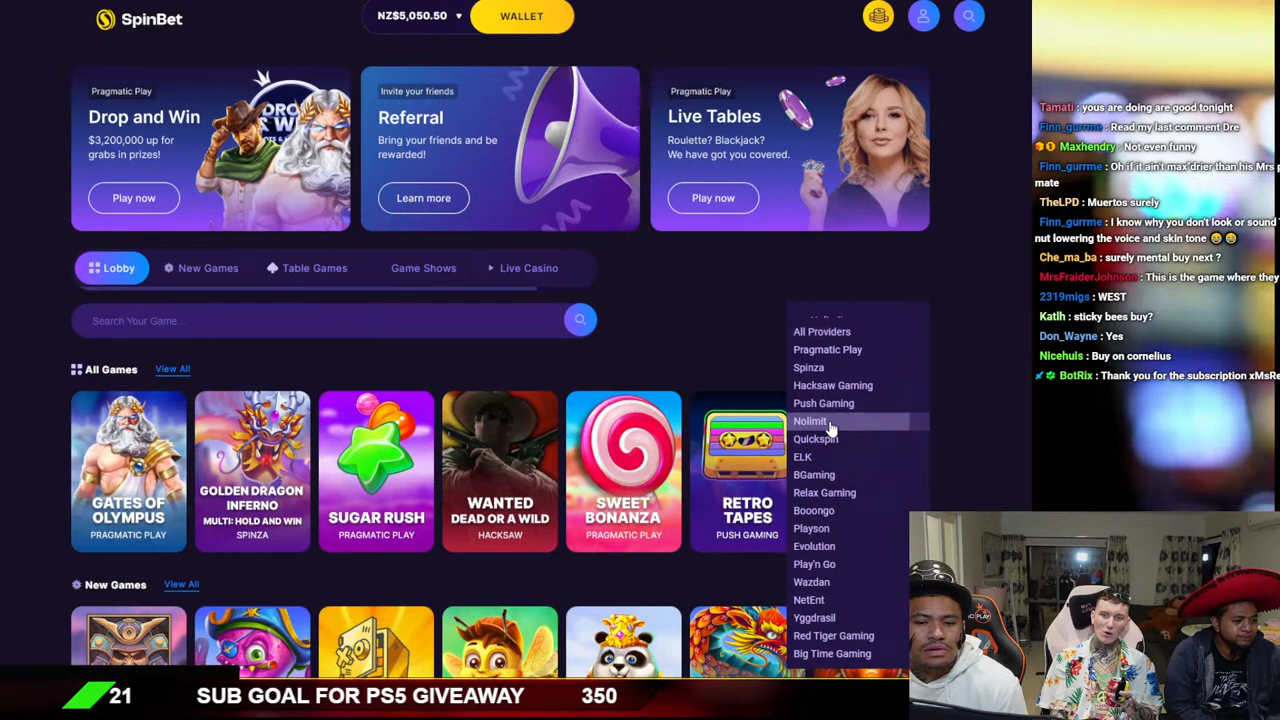 SpinBet
NZ$5,050.50
WALLET
Pragmatic Play
Drop and Win
$3,200,000 up for
grabs in prizes!
Play now
Invite your friends
Referral
Bring your friends and be
rewarded!
Learn more
Pragmatic Play
Live Tables
Roulette? Blackjack?
We have got you covered.
Play now
Lobby
New Games
Table Games
Game Shows
Live Casino
Search Your Game...
All Providers
Pragmatic Play
Spinza
Hacksaw Gaming
Push Gaming
Nolimit
Quickspin
ELK
BGaming
Relax Gaming
Booongo
Playson
Evolution
Play'n Go
Wazdan
NetEnt
Yggdrasil
Red Tiger Gaming
Big Time Gaming
All Games
View All
GATES OF
OLYMPUS
PRAGMATIC PLAY
GOLDEN DRAGON
INFERNO
MULTI: HOLD AND WIN
SPINZA
SUGAR RUSH
PRAGMATIC PLAY
WANTED
DEAD OR A WILD
HACKSAW
SWEET
BONANZA
PRAGMATIC PLAY
RETRO
TAPES
PUSH GAMING
New Games
View All
Tamati : yous are doing are good tonight
Finn_gurrme : Read my last comment Dre
Maxhendry : Not even funny
Finn_gurrme : Oh if it ain't max drier than his Mrs p
mate
TheLPD : Muertos surely
Finn_gurrme : I know why you don't look or sound
nut lowering the voice and skin tone 😂😂
Che_ma_ba : surely mental buy next ?
MrsFraiderJohnson : This is the game where they
2319migs : WEST
Katlh : sticky bees buy?
Don_Wayne : Yes
Nicehuis : Buy on cornelius
BotRix : Thank you for the subscription xMsRe
21
SUB GOAL FOR PS5 GIVEAWAY
350